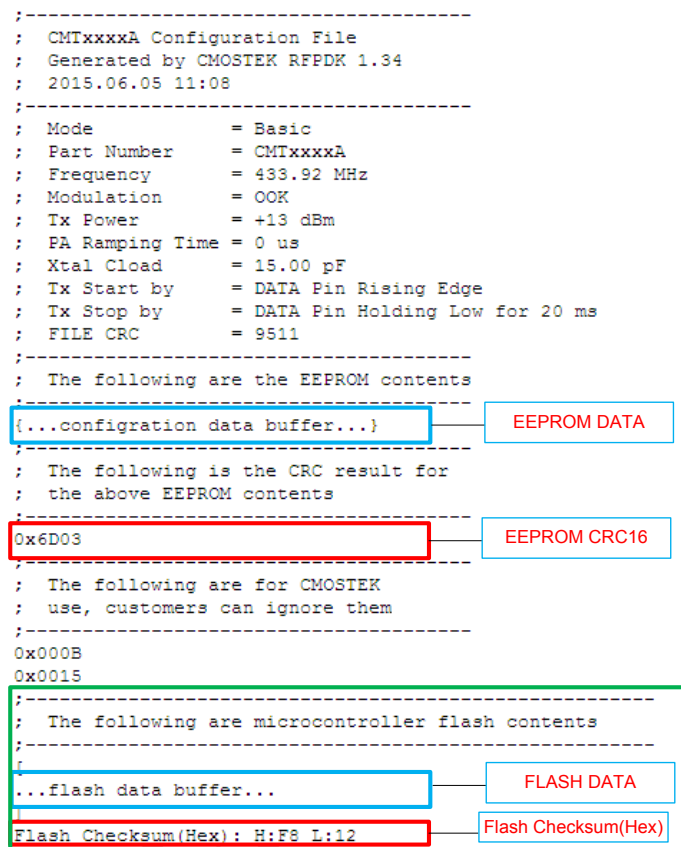 ;---------------------------------------
;  CMTxxxxA Configuration File
;  Generated by CMOSTEK RFPDK 1.34
;  2015.06.05 11:08
;---------------------------------------
;  Mode            = Basic
;  Part Number     = CMTxxxxA
;  Frequency       = 433.92 MHz
;  Modulation      = OOK
;  Tx Power        = +13 dBm
;  PA Ramping Time = 0 us
;  Xtal Cload      = 15.00 pF
;  Tx Start by     = DATA Pin Rising Edge
;  Tx Stop by      = DATA Pin Holding Low for 20 ms
;  FILE CRC        = 9511
;---------------------------------------
;  The following are the EEPROM contents
;---------------------------------------
{...configration data buffer...}
EEPROM DATA
;---------------------------------------
;  The following is the CRC result for
;  the above EEPROM contents
;---------------------------------------
0x6D03
EEPROM CRC16
;---------------------------------------
;  The following are for CMOSTEK
;  use, customers can ignore them
;---------------------------------------
0x000B
0x0015
;-------------------------------------------------------
;  The following are microcontroller flash contents
;-------------------------------------------------------
[
...flash data buffer...
FLASH DATA
]
Flash Checksum(Hex): H:F8 L:12
Flash Checksum(Hex)